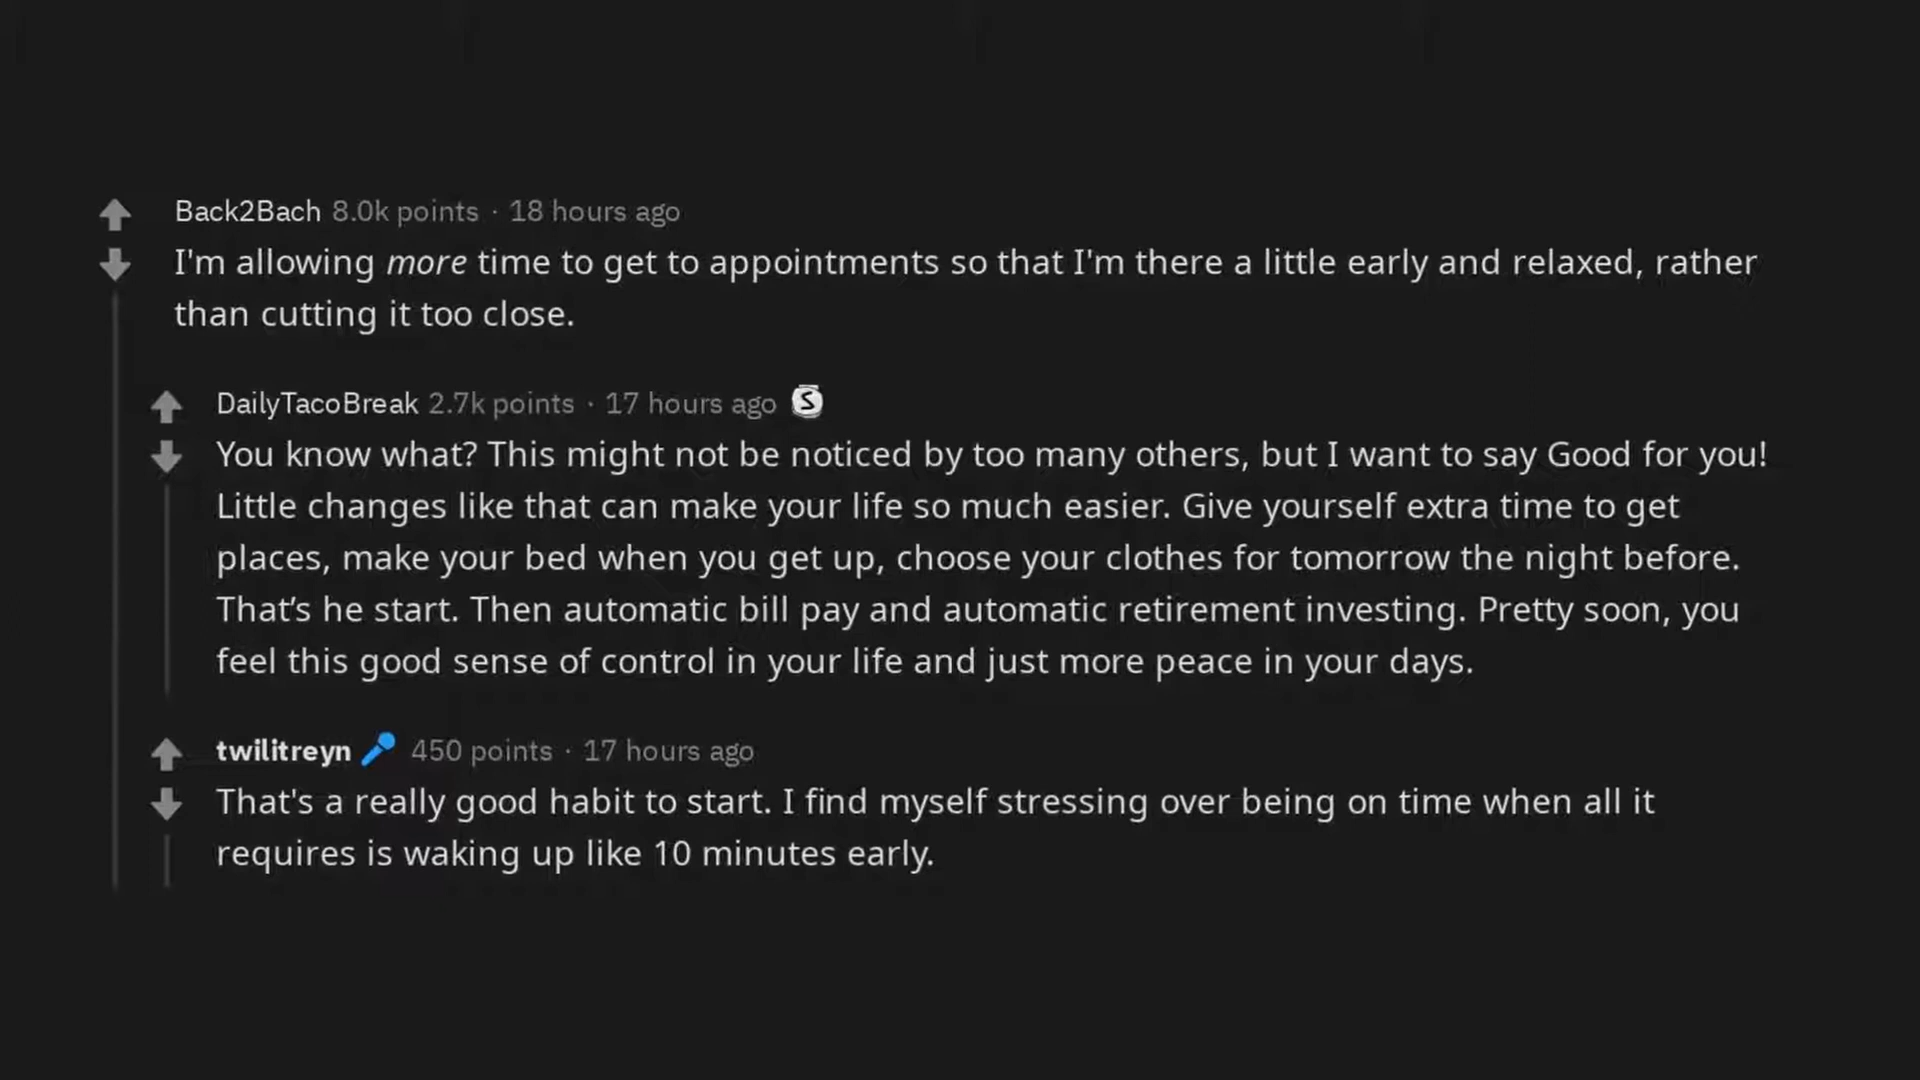 Back2Bach 8.0k points · 18 hours ago
I'm allowing more time to get to appointments so that I'm there a little early and relaxed, rather
than cutting it too close.
DailyTacoBreak 2.7k points · 17 hours ago S
You know what? This might not be noticed by too many others, but I want to say Good for you!
Little changes like that can make your life so much easier. Give yourself extra time to get
places, make your bed when you get up, choose your clothes for tomorrow the night before.
That's he start. Then automatic bill pay and automatic retirement investing. Pretty soon, you
feel this good sense of control in your life and just more peace in your days.
twilitreyn 450 points · 17 hours ago
That's a really good habit to start. I find myself stressing over being on time when all it
requires is waking up like 10 minutes early.